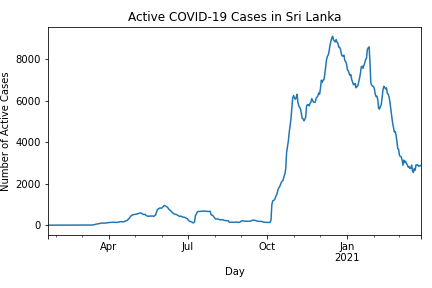 Active COVID-19 Cases in Sri Lanka
Number of Active Cases
8000
6000
4000
2000
0
Apr Jul Oct Jan
2021
Day